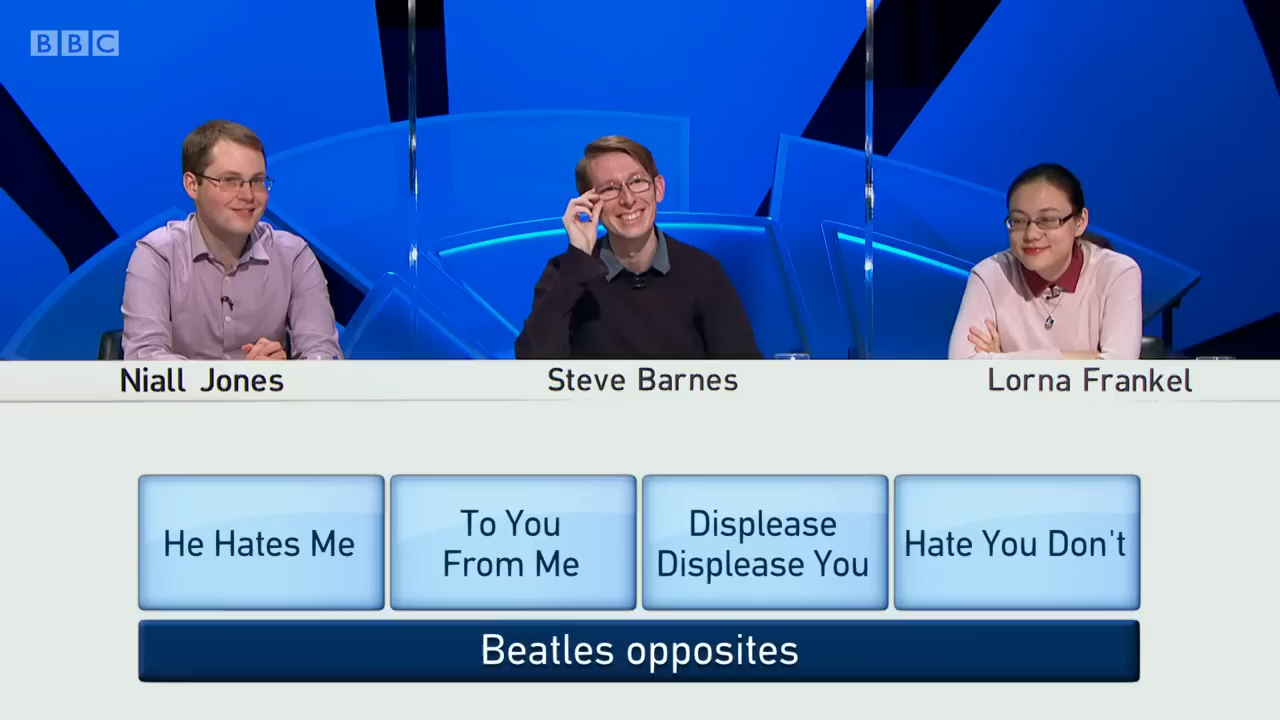 BBC
Niall Jones
Steve Barnes
Lorna Frankel
He Hates Me
To You
From Me
Displease
Displease You
Hate You Don't
Beatles opposites